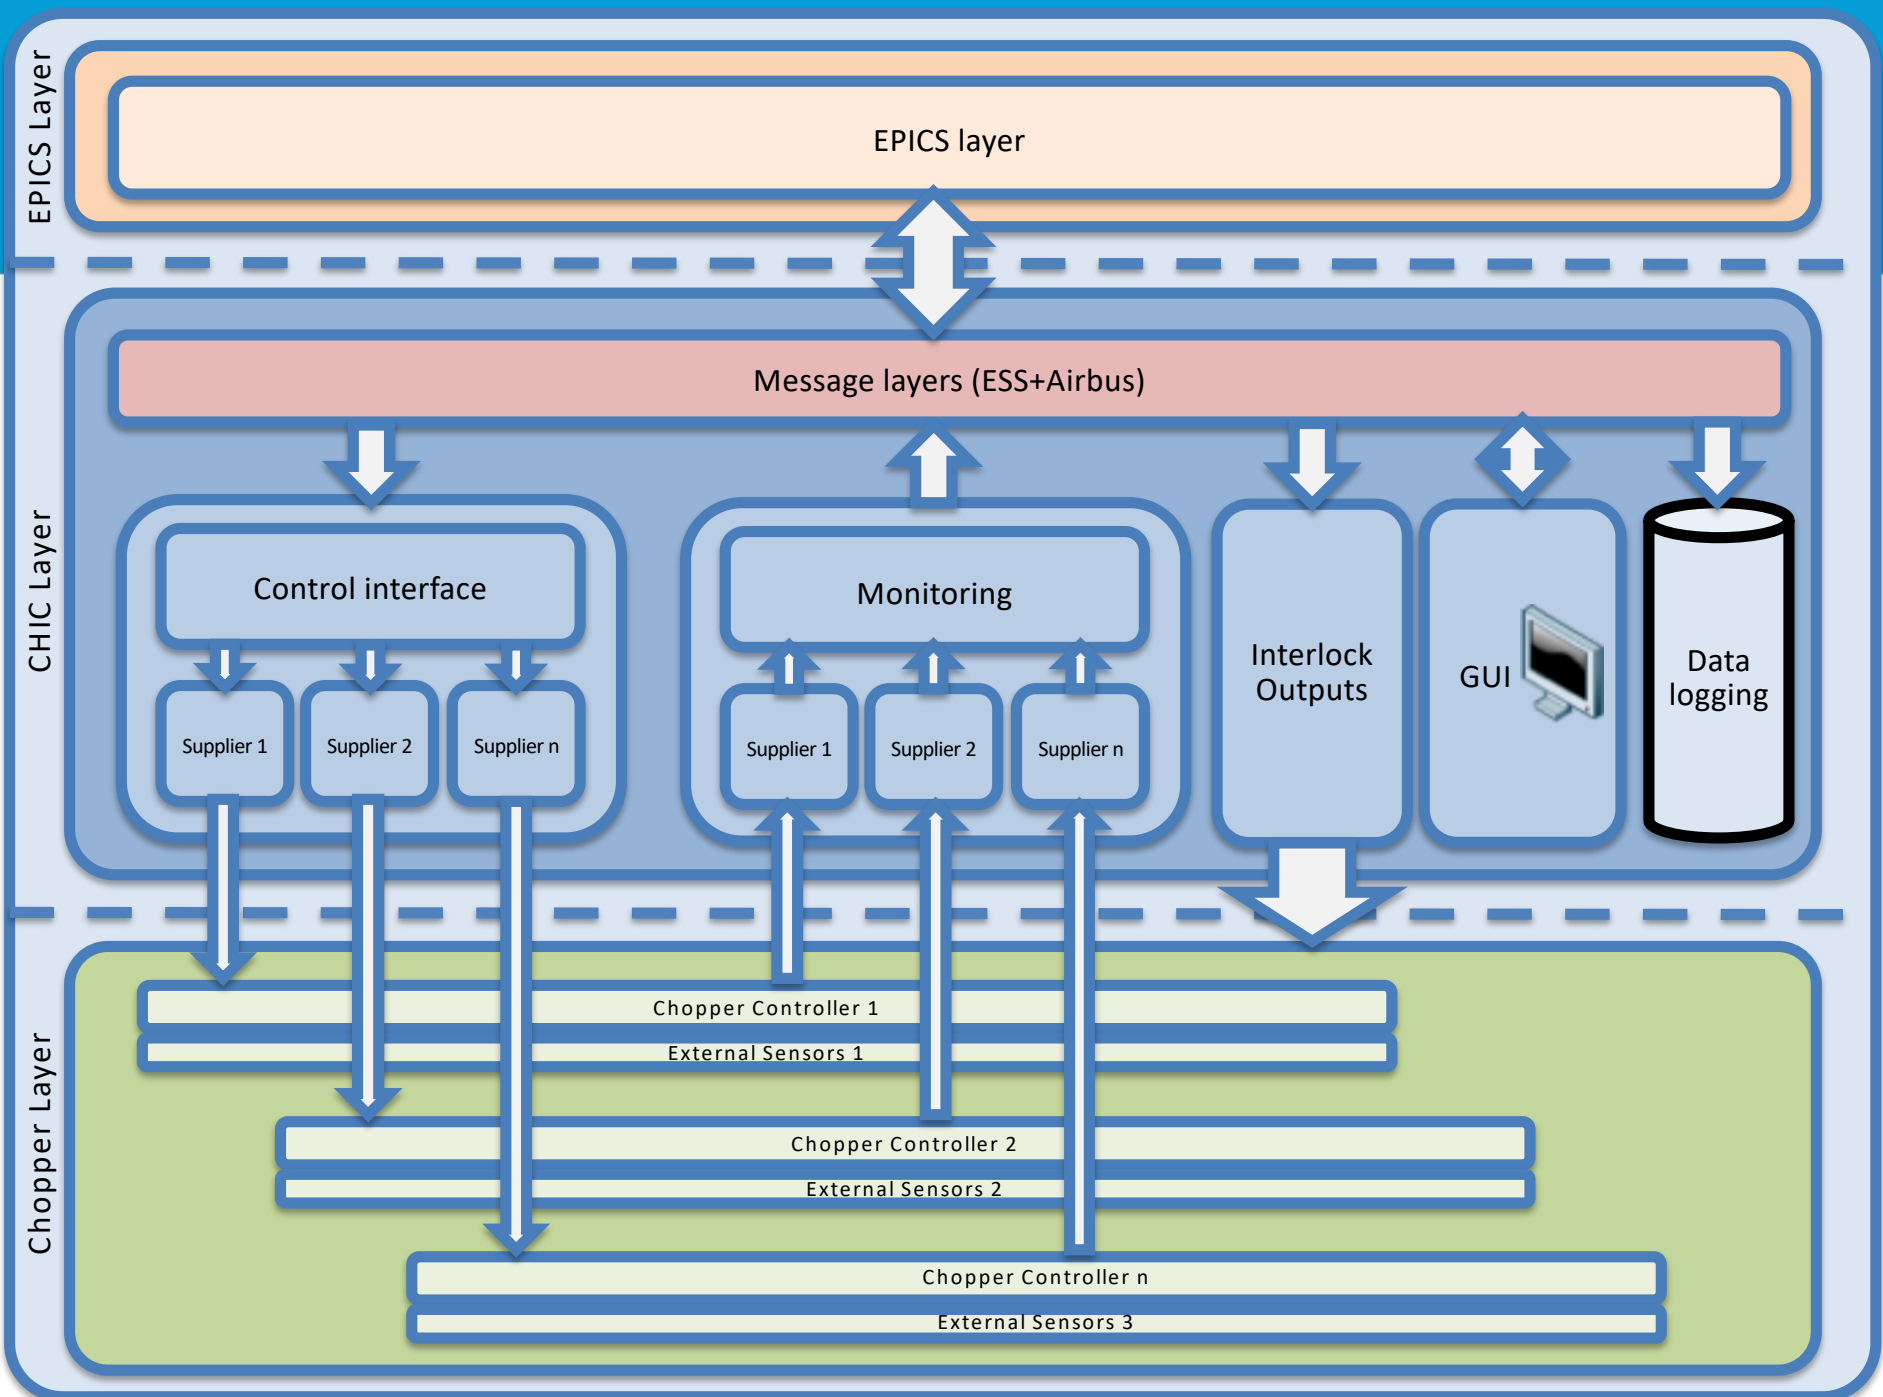 EPICS Layer
EPICS layer
CHIC Layer
Message layers (ESS+Airbus)
Control interface
Supplier 1
Supplier 2
Supplier n
Monitoring
Supplier 1
Supplier 2
Supplier n
Interlock
Outputs
GUI
Data
logging
Chopper Layer
Chopper Controller 1
External Sensors 1
Chopper Controller 2
External Sensors 2
Chopper Controller n
External Sensors 3